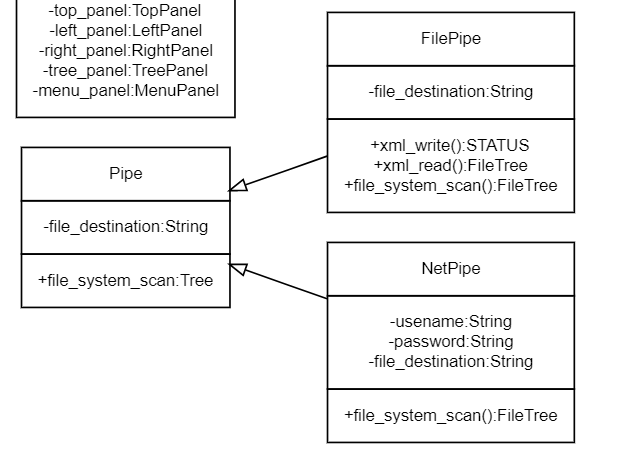 -top_panel:TopPanel
-left_panel:LeftPanel
-right_panel:RightPanel
-tree_panel:TreePanel
-menu_panel:MenuPanel
Pipe
-file_destination:String
+file_system_scan:Tree
FilePipe
-file_destination:String
+xml_write():STATUS
+xml_read():FileTree
+file_system_scan():FileTree
NetPipe
-usename:String
-password:String
-file_destination:String
+file_system_scan():FileTree